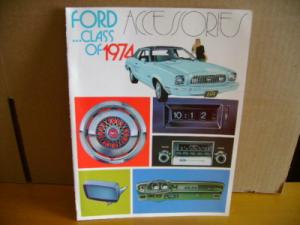 FORD ACCESSORIES
...CLASS
OF 1974
10:12